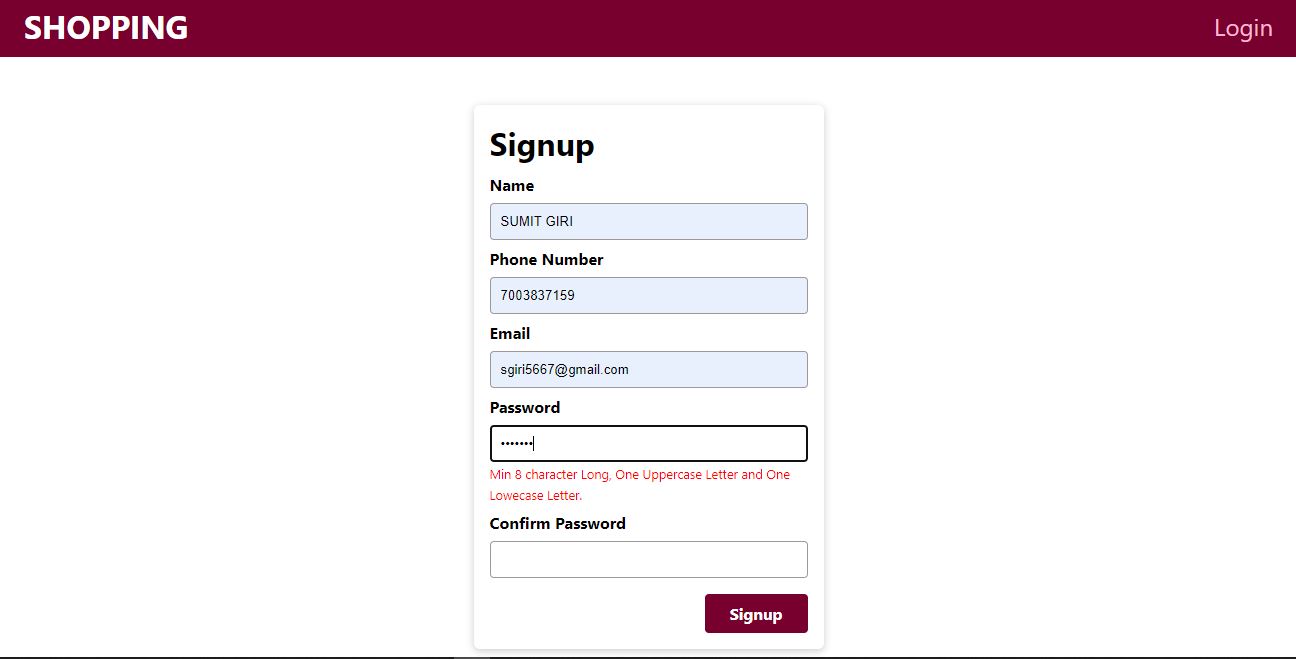 SHOPPING
Login
Signup
Name
SUMIT GIRI
Phone Number
7003837159
Email
sgiri5667@gmail.com
Password
•••••••
Min 8 character Long, One Uppercase Letter and One
Lowecase Letter.
Confirm Password
Signup